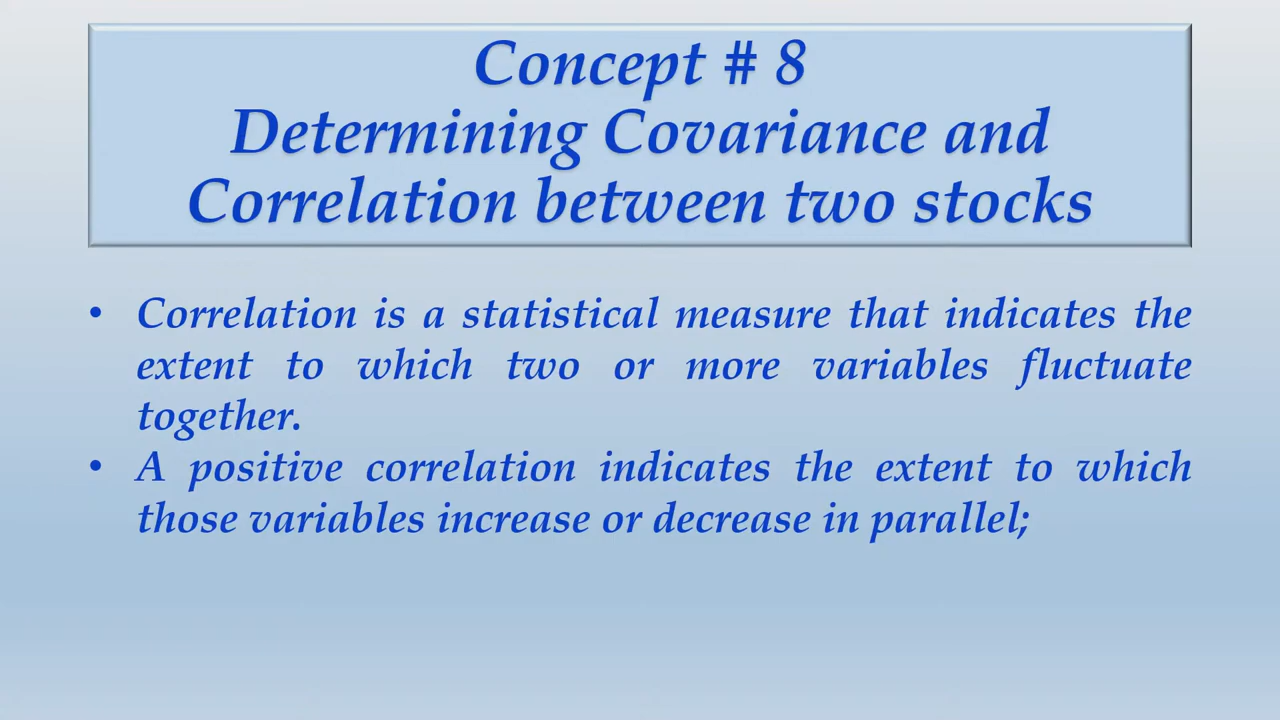 Concept # 8
Determining Covariance and
Correlation between two stocks
• Correlation is a statistical measure that indicates the
extent to which two or more variables fluctuate
together.
• A positive correlation indicates the extent to which
those variables increase or decrease in parallel;